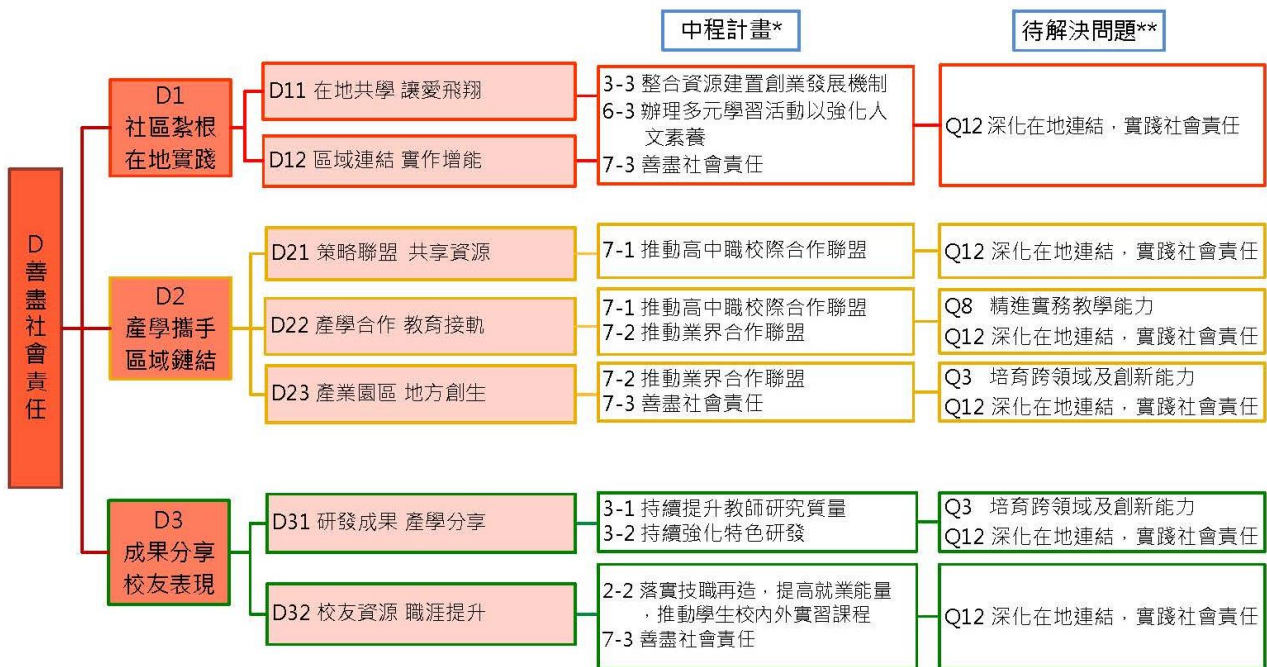 中程計畫*
待解決問題**
D善盡社會責任
D1
社區紮根
在地實踐
D11 在地共學 讓愛飛翔
D12 區域連結 實作增能
3-3 整合資源建置創業發展機制
6-3 辦理多元學習活動以強化人
文素養
7-3 善盡社會責任
Q12 深化在地連結，實踐社會責任
D2
產學攜手
區域鏈結
D21 策略聯盟 共享資源
7-1 推動高中職校際合作聯盟
Q12 深化在地連結，實踐社會責任
D22 產學合作 教育接軌
7-1 推動高中職校際合作聯盟
7-2 推動業界合作聯盟
Q8 精進實務教學能力
Q12 深化在地連結，實踐社會責任
D23 產業園區 地方創生
7-2 推動業界合作聯盟
7-3 善盡社會責任
Q3 培育跨領域及創新能力
Q12 深化在地連結，實踐社會責任
D3
成果分享
校友表現
D31 研發成果 產學分享
3-1 持續提升教師研究質量
3-2 持續強化特色研發
Q3 培育跨領域及創新能力
Q12 深化在地連結，實踐社會責任
D32 校友資源 職涯提升
2-2 落實技職再造，提高就業能量
，推動學生校內外實習課程
7-3 善盡社會責任
Q12 深化在地連結，實踐社會責任